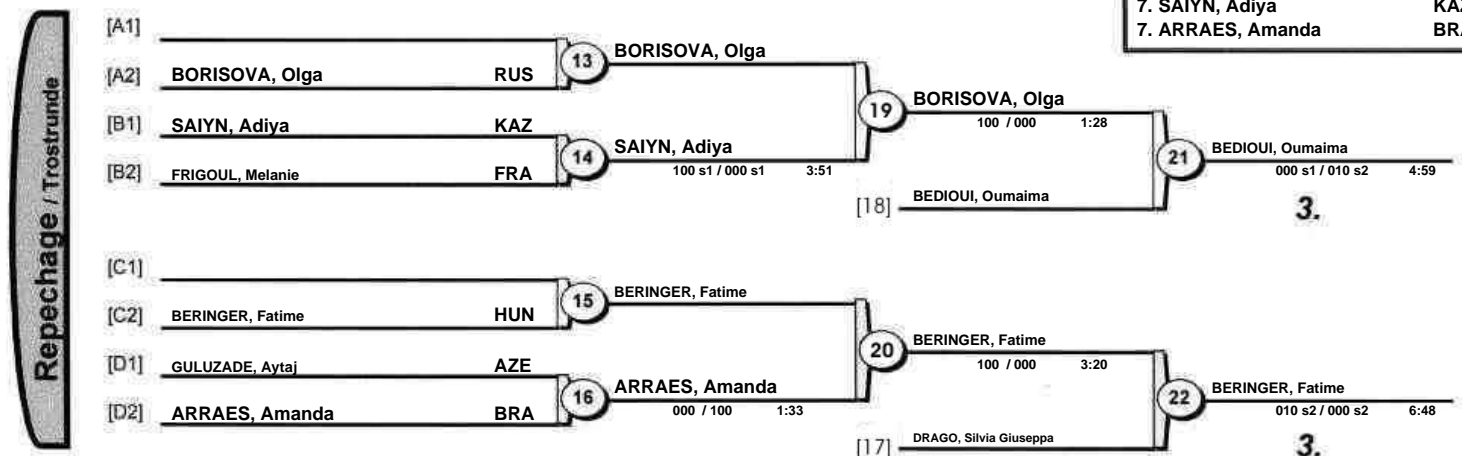 7. SAIYN, Adiya KAZ
7. ARRAES, Amanda BRA
Repechage / Trostrunde
[A1]
[A2] BORISOVA, Olga RUS
13 BORISOVA, Olga
[B1] SAIYN, Adiya KAZ
[B2] FRIGOUL, Melanie FRA
14 SAIYN, Adiya
100 s1 / 000 s1 3:51
19 BORISOVA, Olga
100 / 000 1:28
[18] BEDIOUI, Oumaima
21 BEDIOUI, Oumaima
000 s1 / 010 s2 4:59
3.
[C1]
[C2] BERINGER, Fatime HUN
15 BERINGER, Fatime
[D1] GULUZADE, Aytaj AZE
[D2] ARRAES, Amanda BRA
16 ARRAES, Amanda
000 / 100 1:33
20 BERINGER, Fatime
100 / 000 3:20
[17] DRAGO, Silvia Giuseppa
22 BERINGER, Fatime
010 s2 / 000 s2 6:48
3.